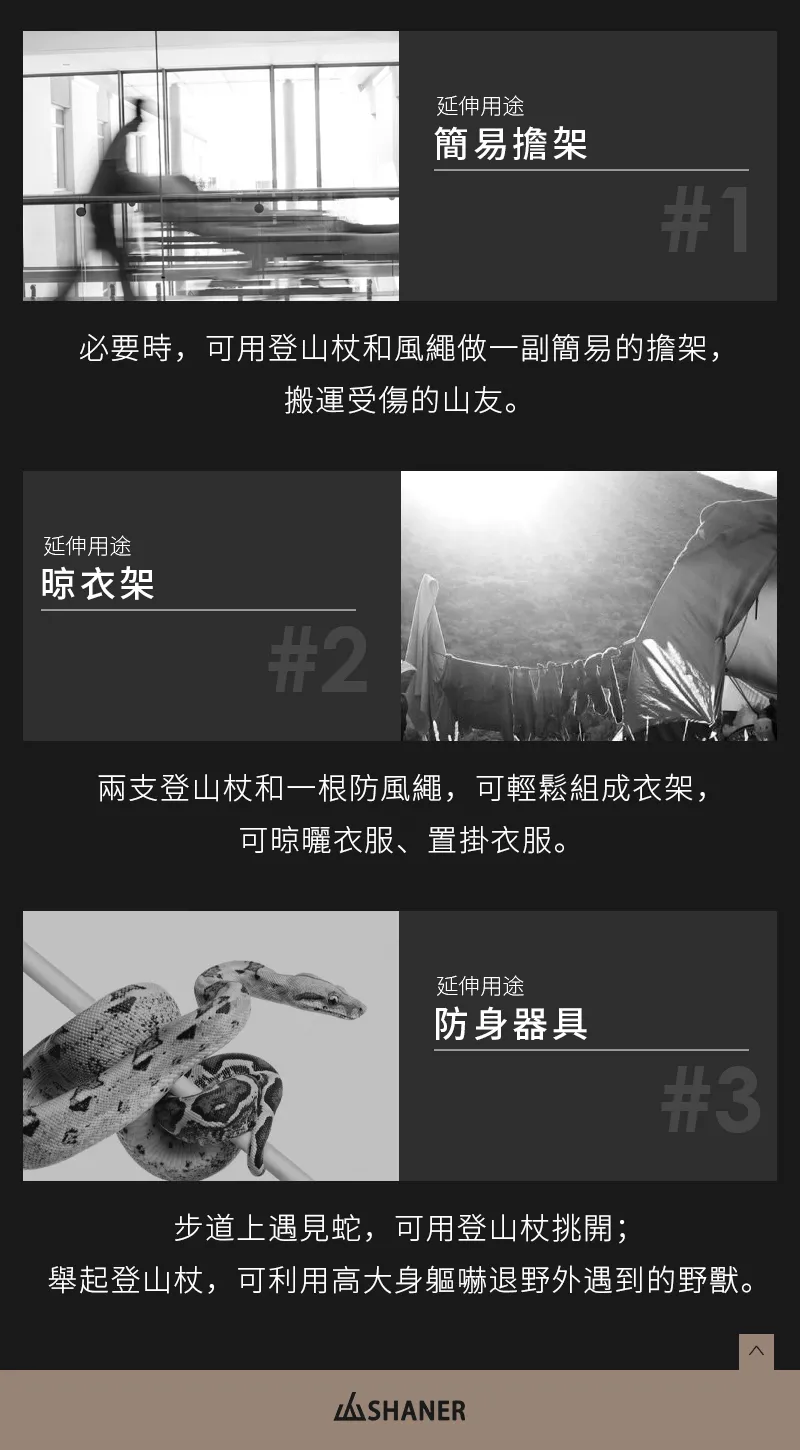 延伸用途
簡易擔架
#1
必要時，可用登山杖和風繩做一副簡易的擔架，
搬運受傷的山友。
延伸用途
晾衣架
#2
兩支登山杖和一根防風繩，可輕鬆組成衣架，
可晾曬衣服、置掛衣服。
延伸用途
防身器具
#3
步道上遇見蛇，可用登山杖挑開；
舉起登山杖，可利用高大身軀嚇退野外遇到的野獸。
SHANER